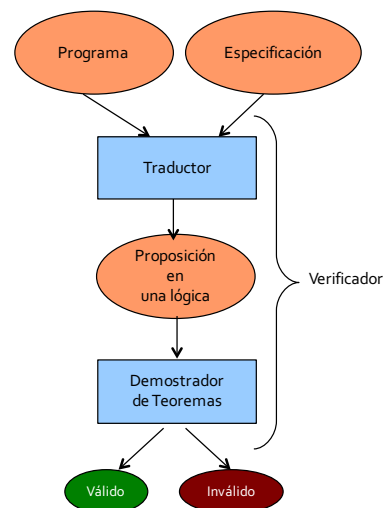 Programa
Especificación
Traductor
Proposición
en
una lógica
Verificador
Demostrador
de Teoremas
Válido
Inválido